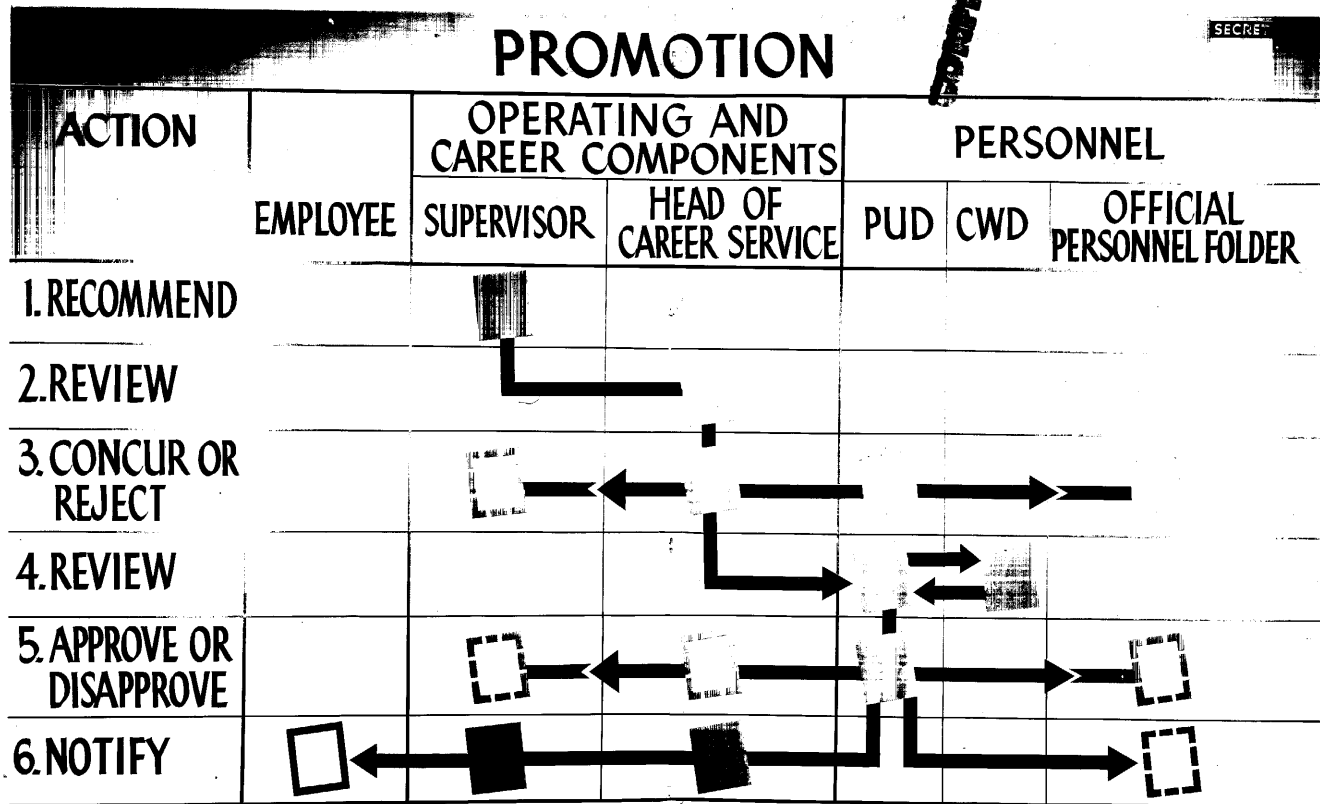 SECRET
PROMOTION
ACTION
OPERATING AND
CAREER COMPONENTS
PERSONNEL
EMPLOYEE
SUPERVISOR
HEAD OF
CAREER SERVICE
PUD
CWD
OFFICIAL
PERSONNEL FOLDER
1. RECOMMEND
2. REVIEW
3. CONCUR OR
REJECT
4. REVIEW
5. APPROVE OR
DISAPPROVE
6. NOTIFY